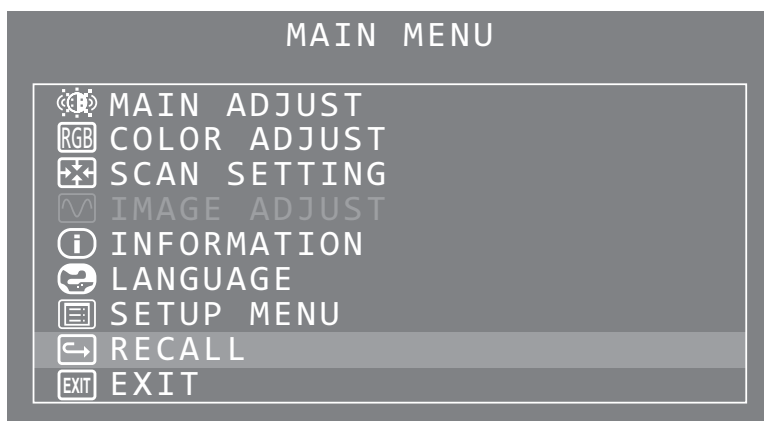 MAIN MENU
MAIN ADJUST
RGB COLOR ADJUST
SCAN SETTING
IMAGE ADJUST
INFORMATION
LANGUAGE
SETUP MENU
RECALL
EXIT EXIT